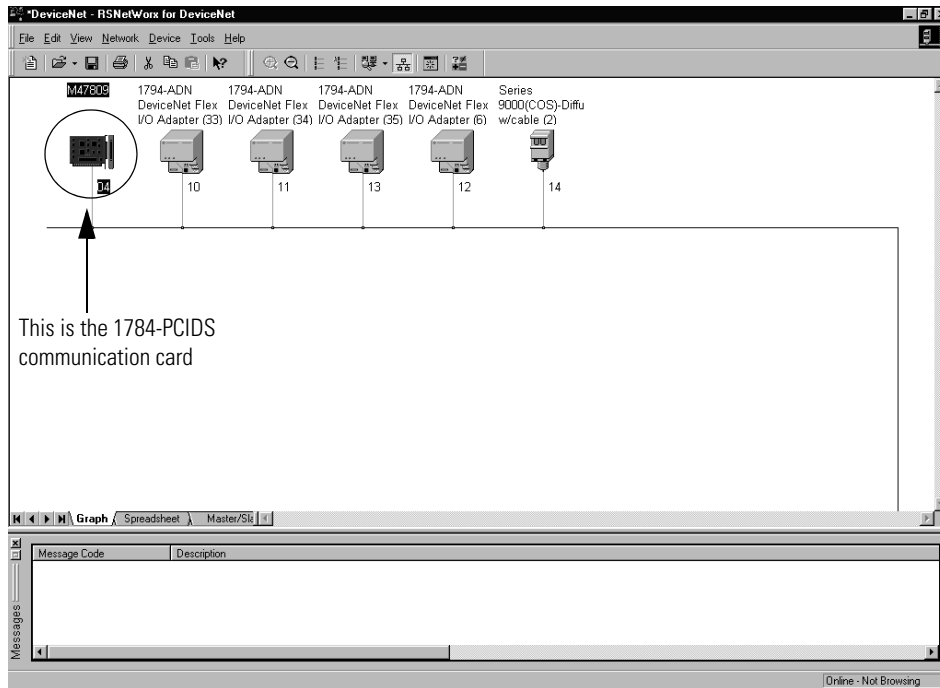 *DeviceNet - RSNetWorx for DeviceNet
File Edit View Network Device Tools Help
M47809
1794-ADN
DeviceNet Flex
I/O Adapter (33)
1794-ADN
DeviceNet Flex
I/O Adapter (34)
1794-ADN
DeviceNet Flex
I/O Adapter (35)
1794-ADN
DeviceNet Flex
I/O Adapter (6)
Series
9000(COS)-Diffu
w/cable (2)
04
10
11
13
12
14
This is the 1784-PCIDS
communication card
Graph Spreadsheet Master/Sla
Message Code Description
Messages
Online - Not Browsing